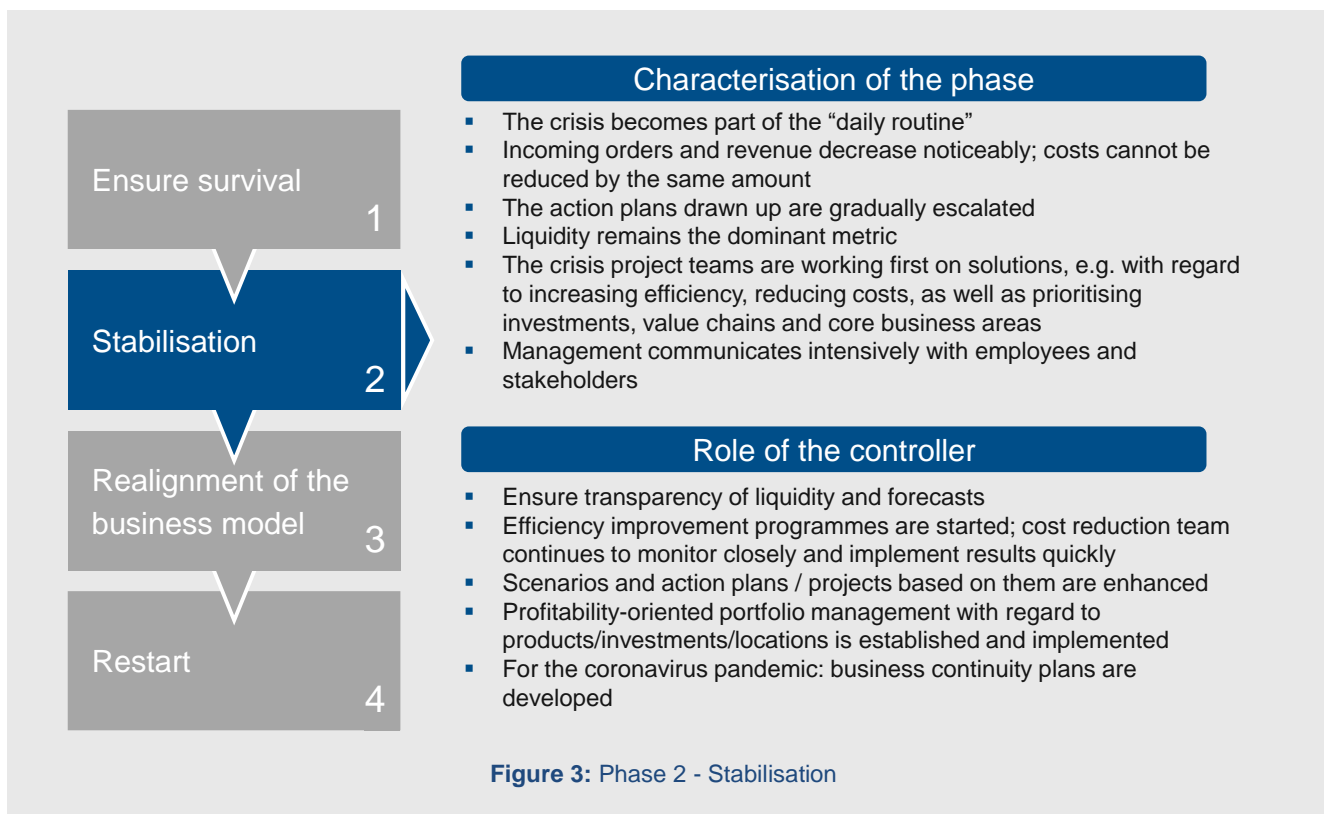 Ensure survival
1
Stabilisation
2
Realignment of the
business model
3
Restart
4
Characterisation of the phase
▪ The crisis becomes part of the “daily routine”
▪ Incoming orders and revenue decrease noticeably; costs cannot be
reduced by the same amount
▪ The action plans drawn up are gradually escalated
▪ Liquidity remains the dominant metric
▪ The crisis project teams are working first on solutions, e.g. with regard
to increasing efficiency, reducing costs, as well as prioritising
investments, value chains and core business areas
▪ Management communicates intensively with employees and
stakeholders
Role of the controller
▪ Ensure transparency of liquidity and forecasts
▪ Efficiency improvement programmes are started; cost reduction team
continues to monitor closely and implement results quickly
▪ Scenarios and action plans / projects based on them are enhanced
▪ Profitability-oriented portfolio management with regard to
products/investments/locations is established and implemented
▪ For the coronavirus pandemic: business continuity plans are
developed
Figure 3: Phase 2 - Stabilisation